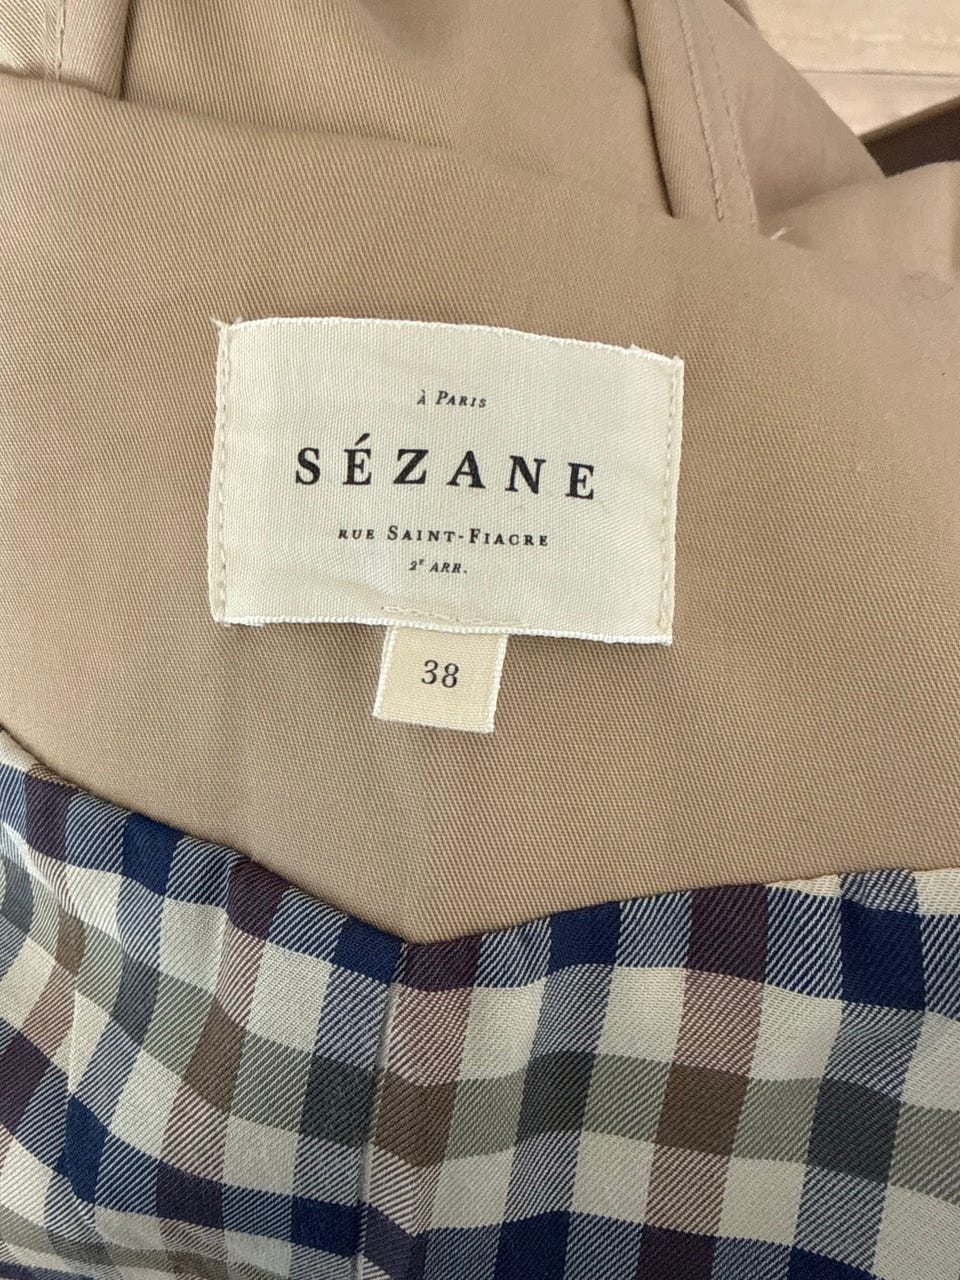 À PARIS
SÉZANE
RUE SAINT-FIACRE
2E ARR.
38